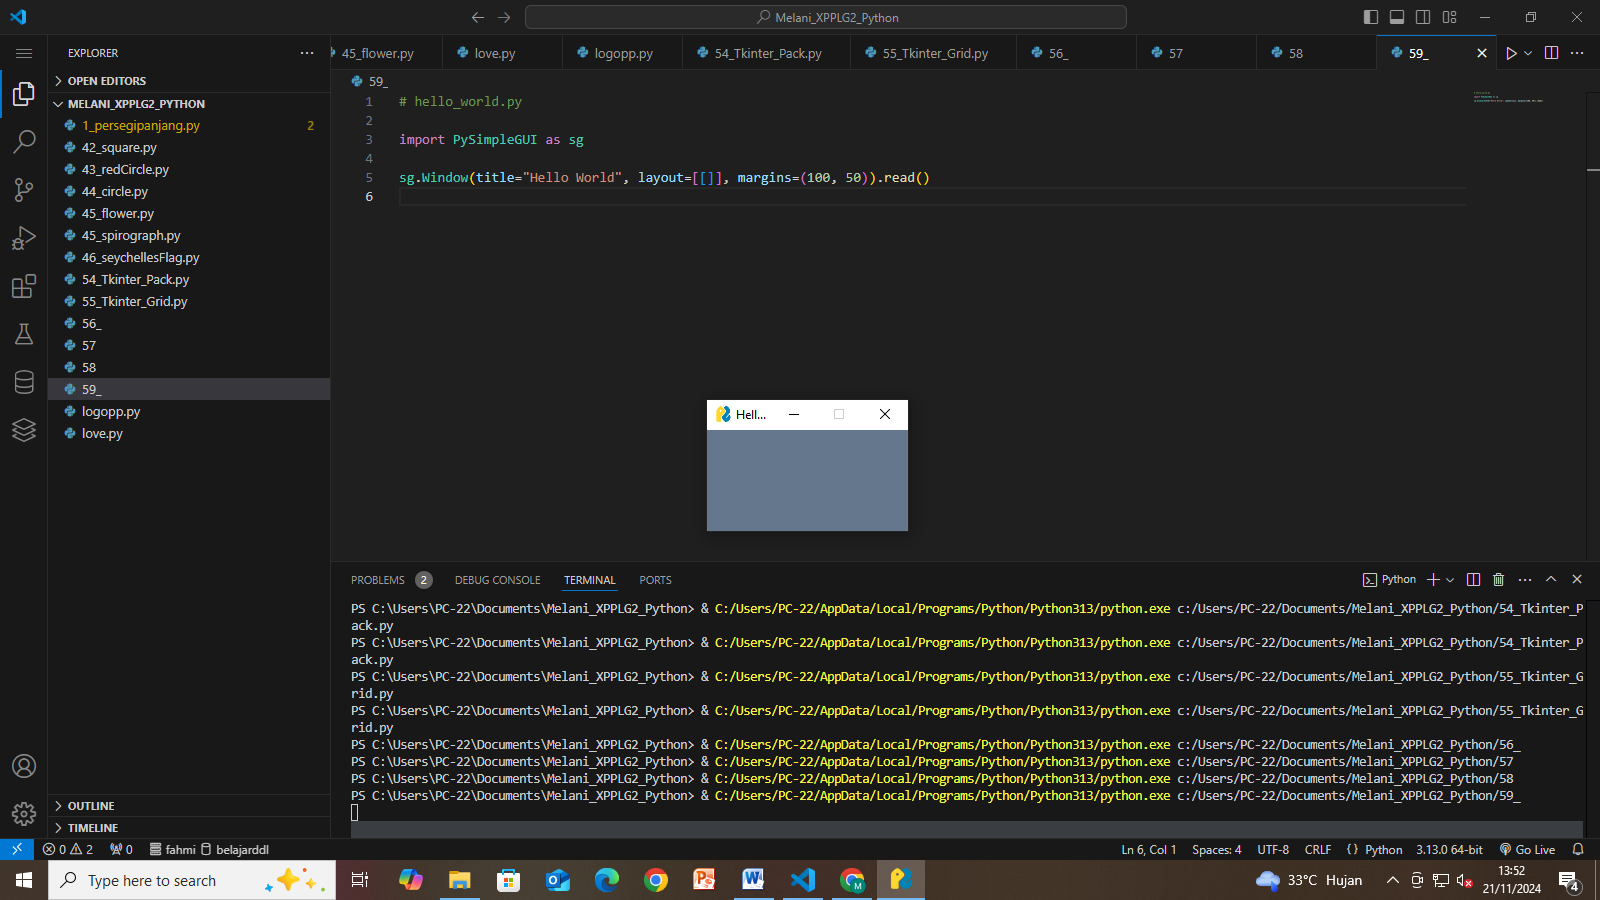 Melani_XPPLG2_Python
EXPLORER
45_flower.py
love.py
logopp.py
54_Tkinter_Pack.py
55_Tkinter_Grid.py
56_
57
58
59_
OPEN EDITORS
MELANI_XPPLG2_PYTHON
1_persegipanjang.py 2
42_square.py
43_redCircle.py
44_circle.py
45_flower.py
45_spirograph.py
46_seychellesFlag.py
54_Tkinter_Pack.py
55_Tkinter_Grid.py
56_
57
58
59_
logopp.py
love.py
OUTLINE
TIMELINE
59_
1 # hello_world.py
2
3 import PySimpleGUI as sg
4
5 sg.Window(title="Hello World", layout=[[]], margins=(100, 50)).read()
6
Hell...
PROBLEMS 2 DEBUG CONSOLE TERMINAL PORTS
Python
PS C:\Users\PC-22\Documents\Melani_XPPLG2_Python> & C:/Users/PC-22/AppData/Local/Programs/Python/Python313/python.exe c:/Users/PC-22/Documents/Melani_XPPLG2_Python/54_Tkinter_P
ack.py
PS C:\Users\PC-22\Documents\Melani_XPPLG2_Python> & C:/Users/PC-22/AppData/Local/Programs/Python/Python313/python.exe c:/Users/PC-22/Documents/Melani_XPPLG2_Python/54_Tkinter_P
ack.py
PS C:\Users\PC-22\Documents\Melani_XPPLG2_Python> & C:/Users/PC-22/AppData/Local/Programs/Python/Python313/python.exe c:/Users/PC-22/Documents/Melani_XPPLG2_Python/55_Tkinter_G
rid.py
PS C:\Users\PC-22\Documents\Melani_XPPLG2_Python> & C:/Users/PC-22/AppData/Local/Programs/Python/Python313/python.exe c:/Users/PC-22/Documents/Melani_XPPLG2_Python/55_Tkinter_G
rid.py
PS C:\Users\PC-22\Documents\Melani_XPPLG2_Python> & C:/Users/PC-22/AppData/Local/Programs/Python/Python313/python.exe c:/Users/PC-22/Documents/Melani_XPPLG2_Python/56_
PS C:\Users\PC-22\Documents\Melani_XPPLG2_Python> & C:/Users/PC-22/AppData/Local/Programs/Python/Python313/python.exe c:/Users/PC-22/Documents/Melani_XPPLG2_Python/57
PS C:\Users\PC-22\Documents\Melani_XPPLG2_Python> & C:/Users/PC-22/AppData/Local/Programs/Python/Python313/python.exe c:/Users/PC-22/Documents/Melani_XPPLG2_Python/58
PS C:\Users\PC-22\Documents\Melani_XPPLG2_Python> & C:/Users/PC-22/AppData/Local/Programs/Python/Python313/python.exe c:/Users/PC-22/Documents/Melani_XPPLG2_Python/59_
0 2 0 fahmi belajarddl Ln 6, Col 1 Spaces: 4 UTF-8 CRLF {} Python 3.13.0 64-bit Go Live
Type here to search
33°C Hujan
13:52
21/11/2024
4